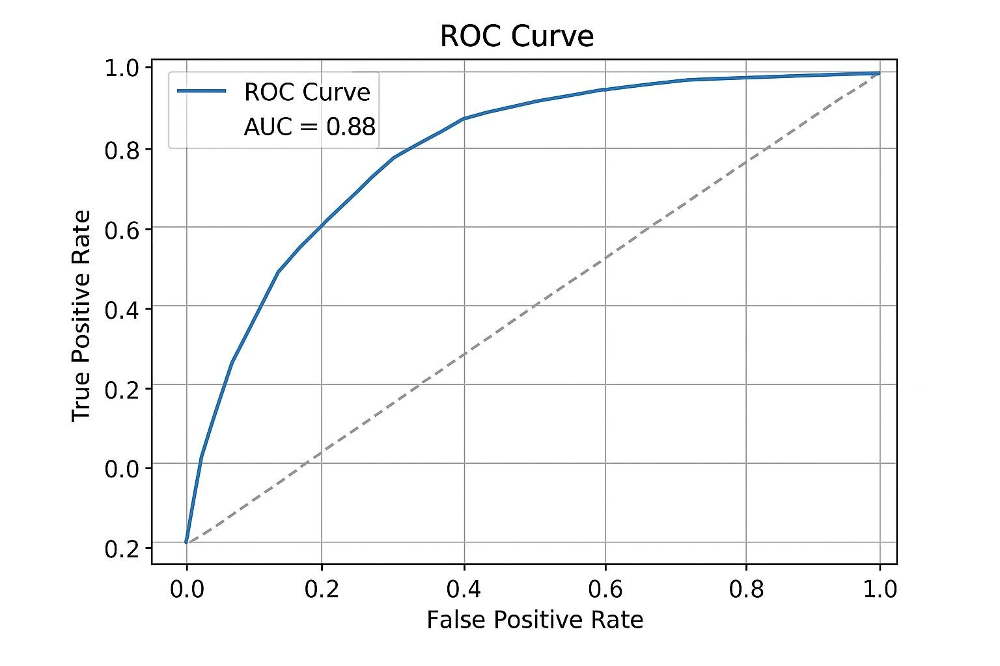 ROC Curve
ROC Curve
AUC = 0.88
1.0
0.8
0.6
0.4
0.2
0.0
0.2
True Positive Rate
0.0 0.2 0.4 0.6 0.8 1.0
False Positive Rate